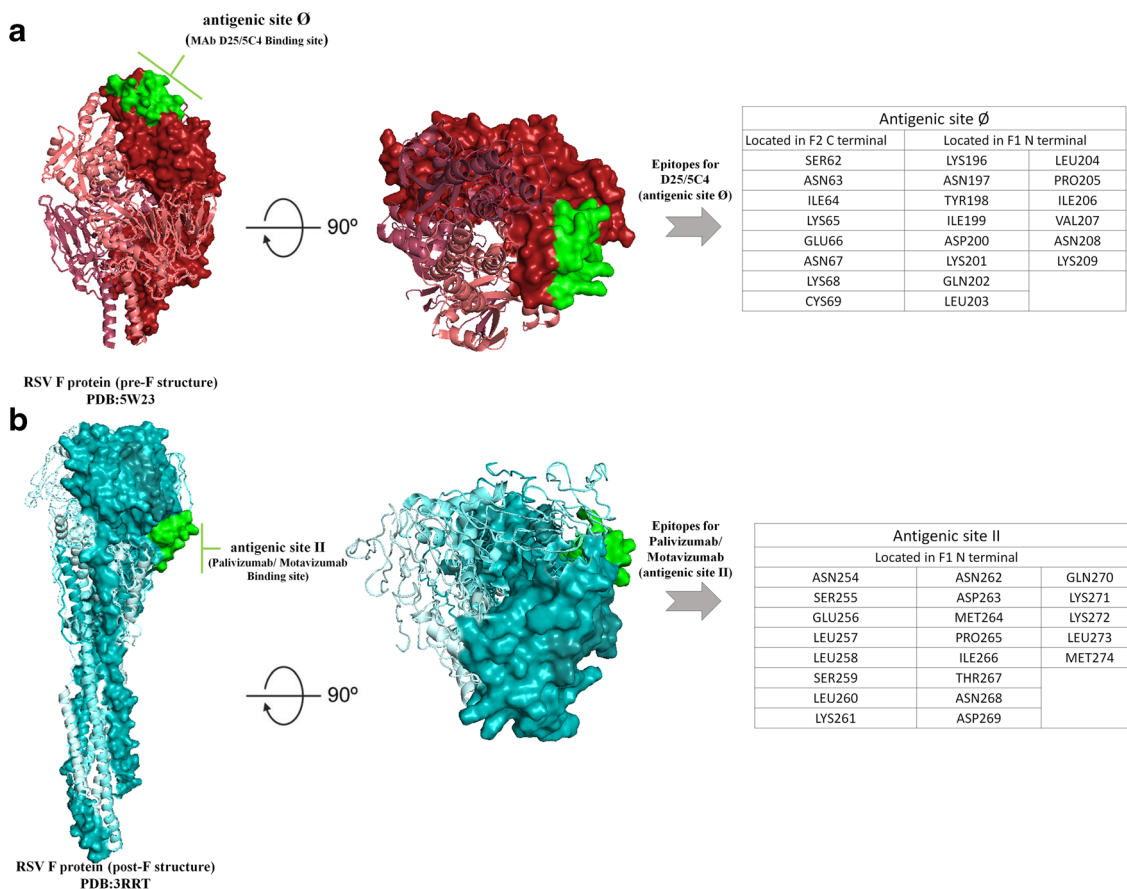 a
antigenic site Ø
(MAb D25/5C4 Binding site)
90º
RSV F protein (pre-F structure)
PDB:5W23
Epitopes for
D25/5C4
(antigenic site Ø)
Antigenic site Ø
Located in F2 C terminal Located in F1 N terminal
SER62 LYS196 LEU204
ASN63 ASN197 PRO205
ILE64 TYR198 ILE206
LYS65 ILE199 VAL207
GLU66 ASP200 ASN208
ASN67 LYS201 LYS209
LYS68 GLN202
CYS69 LEU203
b
antigenic site II
(Palivizumab/ Motavizumab
Binding site)
90º
RSV F protein (post-F structure)
PDB:3RRT
Epitopes for
Palivizumab/
Motavizumab
(antigenic site II)
Antigenic site II
Located in F1 N terminal
ASN254 ASN262 GLN270
SER255 ASP263 LYS271
GLU256 MET264 LYS272
LEU257 PRO265 LEU273
LEU258 ILE266 MET274
SER259 THR267
LEU260 ASN268
LYS261 ASP269